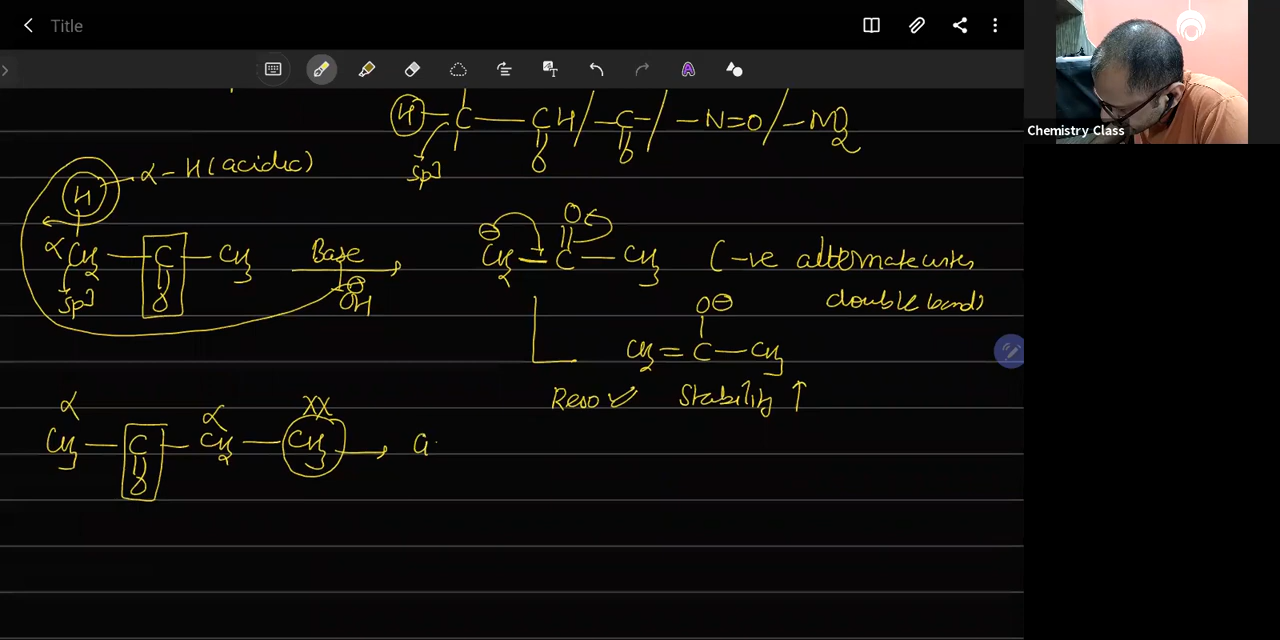 Title
Chemistry Class
H — C — CH / — C — / — N=O / — NO2
O O
sp3
H — α – H (acidic)
α CH2 — C — CH3 Base ⊖OH
sp3 O
⊖ O
CH2 — C — CH3 (-ve alternate with
double bond)
O⊖
CH2 = C — CH3
Reso ✓ Stability ↑
α α XX
CH3 — C — CH2 — CH3 → a
O